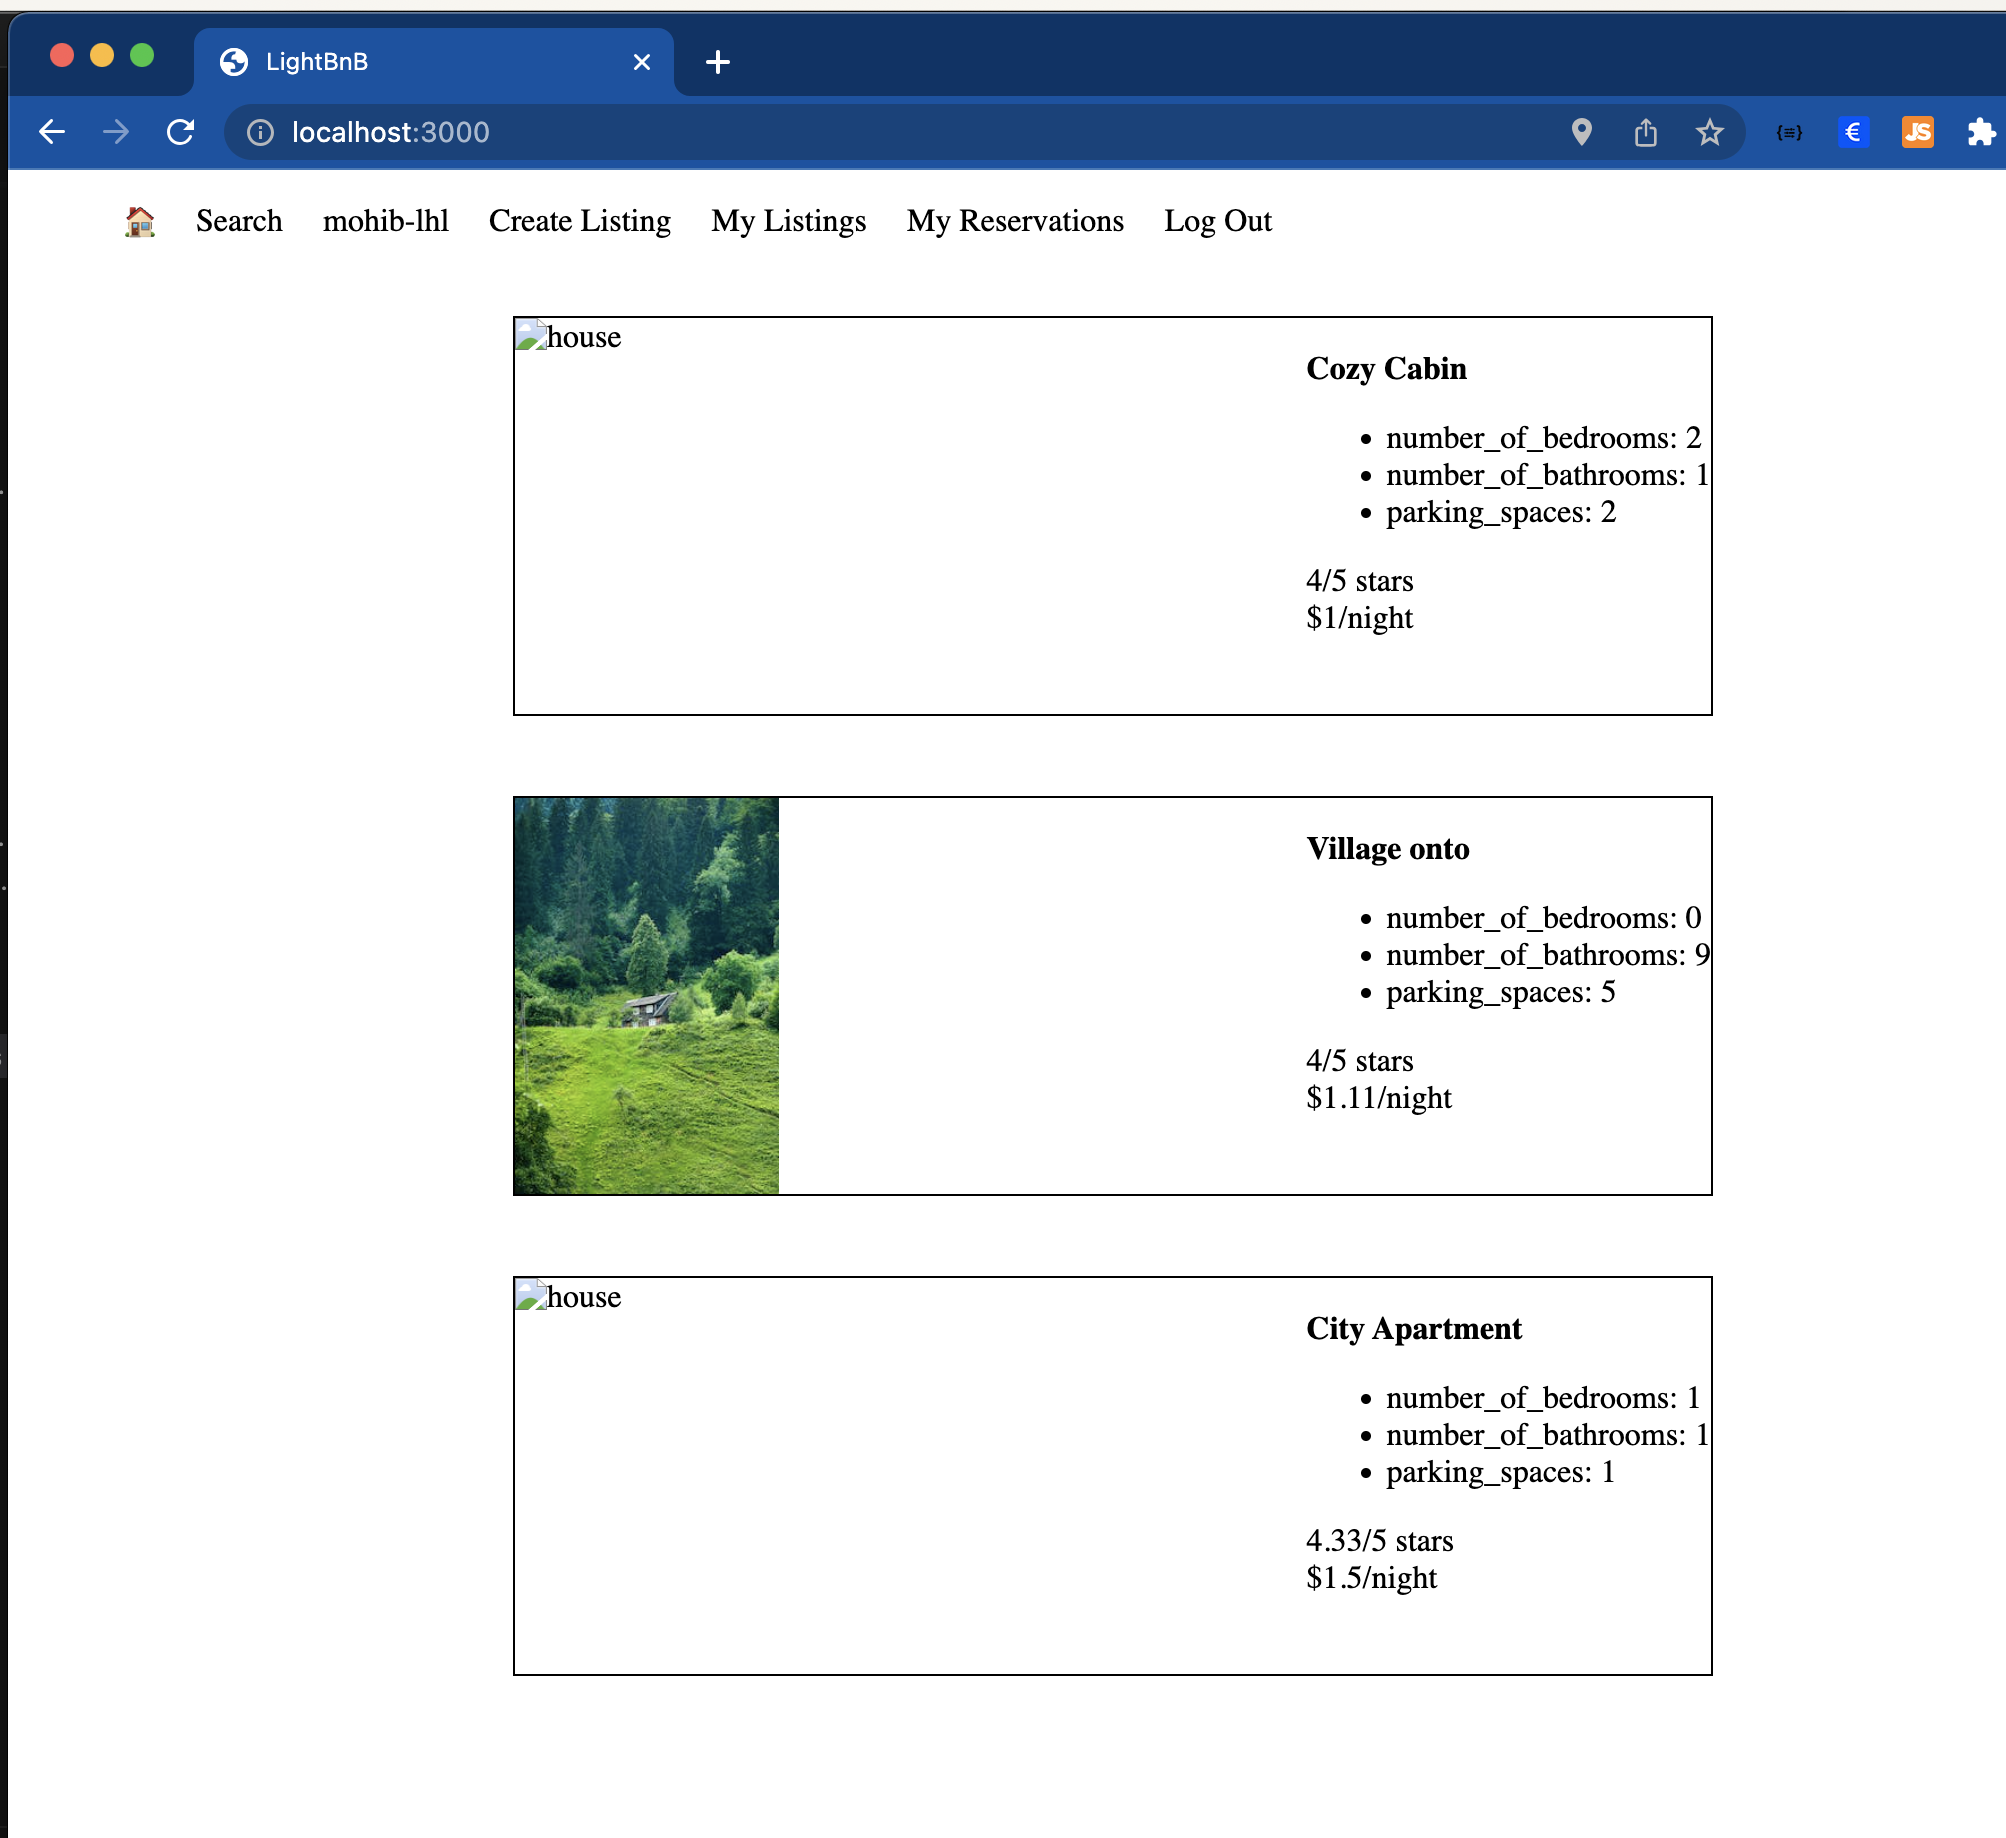 LightBnB
localhost:3000
{≡} € JS
Search mohib-lhl Create Listing My Listings My Reservations Log Out
house
Cozy Cabin
• number_of_bedrooms: 2
• number_of_bathrooms: 1
• parking_spaces: 2
4/5 stars
$1/night
Village onto
• number_of_bedrooms: 0
• number_of_bathrooms: 9
• parking_spaces: 5
4/5 stars
$1.11/night
house
City Apartment
• number_of_bedrooms: 1
• number_of_bathrooms: 1
• parking_spaces: 1
4.33/5 stars
$1.5/night